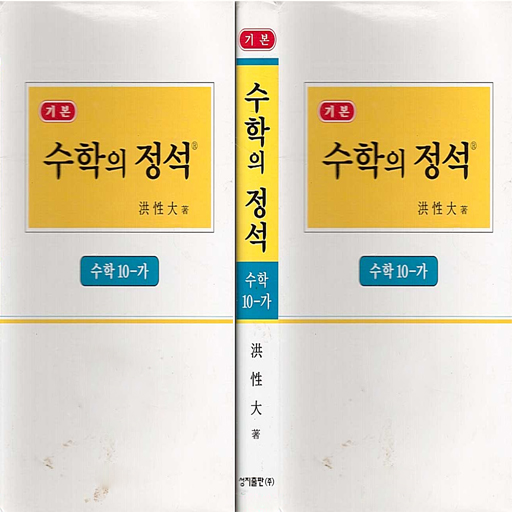 기본
수학의 정석®
洪性大 著
수학 10-가
기본
수학의 정석
수학
10-가
洪性大 著
성지출판(주)
기본
수학의 정석®
洪性大 著
수학 10-가